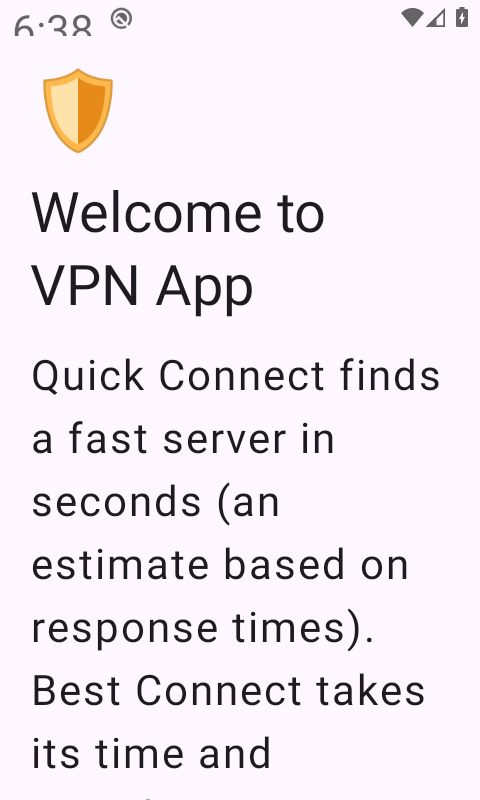 6:38
Welcome to
VPN App
Quick Connect finds
a fast server in
seconds (an
estimate based on
response times).
Best Connect takes
its time and